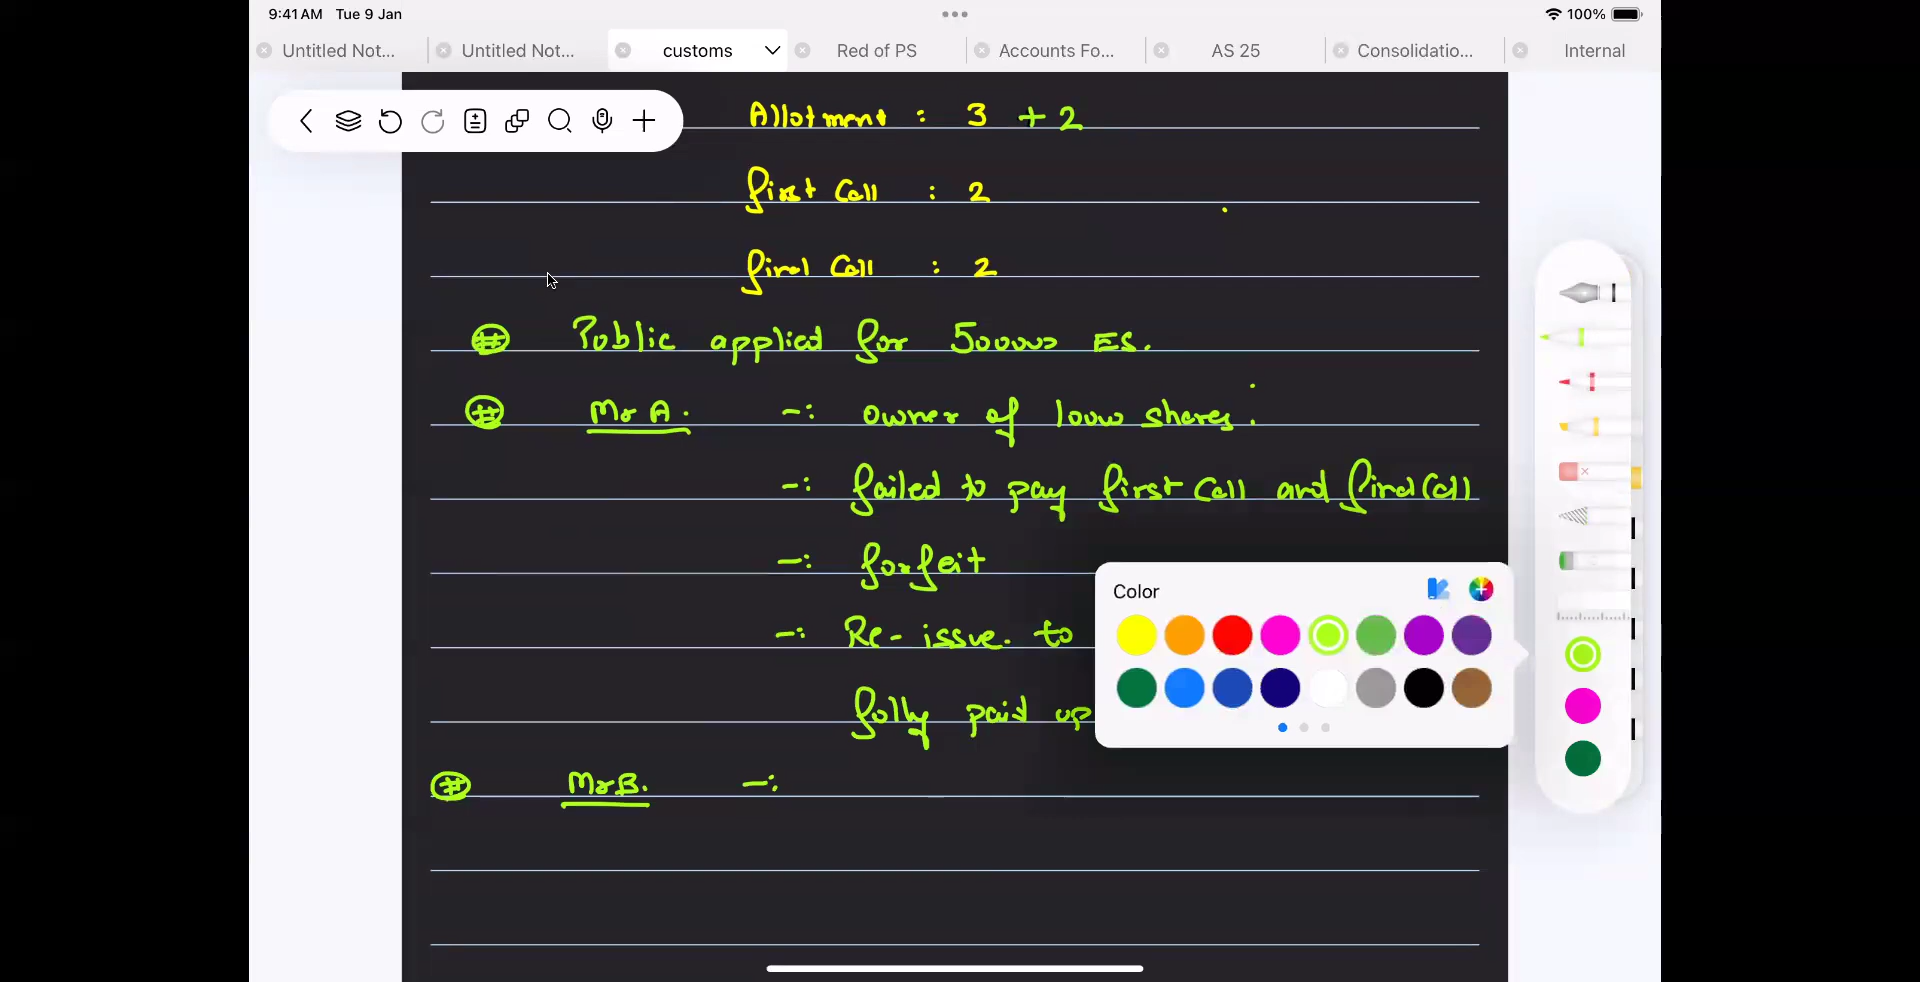 9:41 AM Tue 9 Jan 100%
Untitled Not... Untitled Not... customs Red of PS Accounts Fo... AS 25 Consolidatio... Internal
Allotment : 3 + 2
first Call : 2
final Call : 2
Public applied for 50000 ES.
Mr A. -: owner of 1000 shares.
-: failed to pay first Call and final Call
-: forfeit
-: Re-issue. to
fully paid up
Color
Mr B. -: